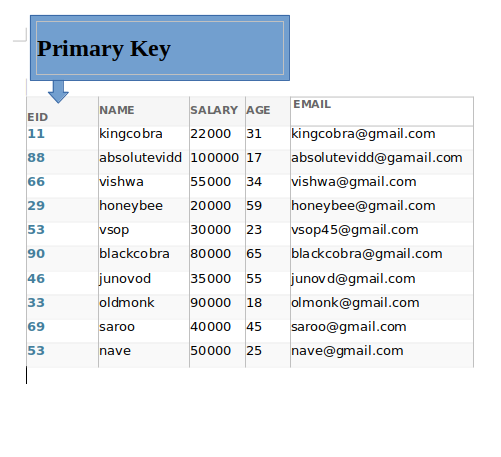 Primary Key
EID NAME SALARY AGE EMAIL
11 kingcobra 22000 31 kingcobra@gmail.com
88 absolutevidd 100000 17 absolutevidd@gamail.com
66 vishwa 55000 34 vishwa@gmail.com
29 honeybee 20000 59 honeybee@gmail.com
53 vsop 30000 23 vsop45@gmail.com
90 blackcobra 80000 65 blackcobra@gmail.com
46 junovod 35000 55 junovd@gmail.com
33 oldmonk 90000 18 olmonk@gmail.com
69 saroo 40000 45 saroo@gmail.com
53 nave 50000 25 nave@gmail.com